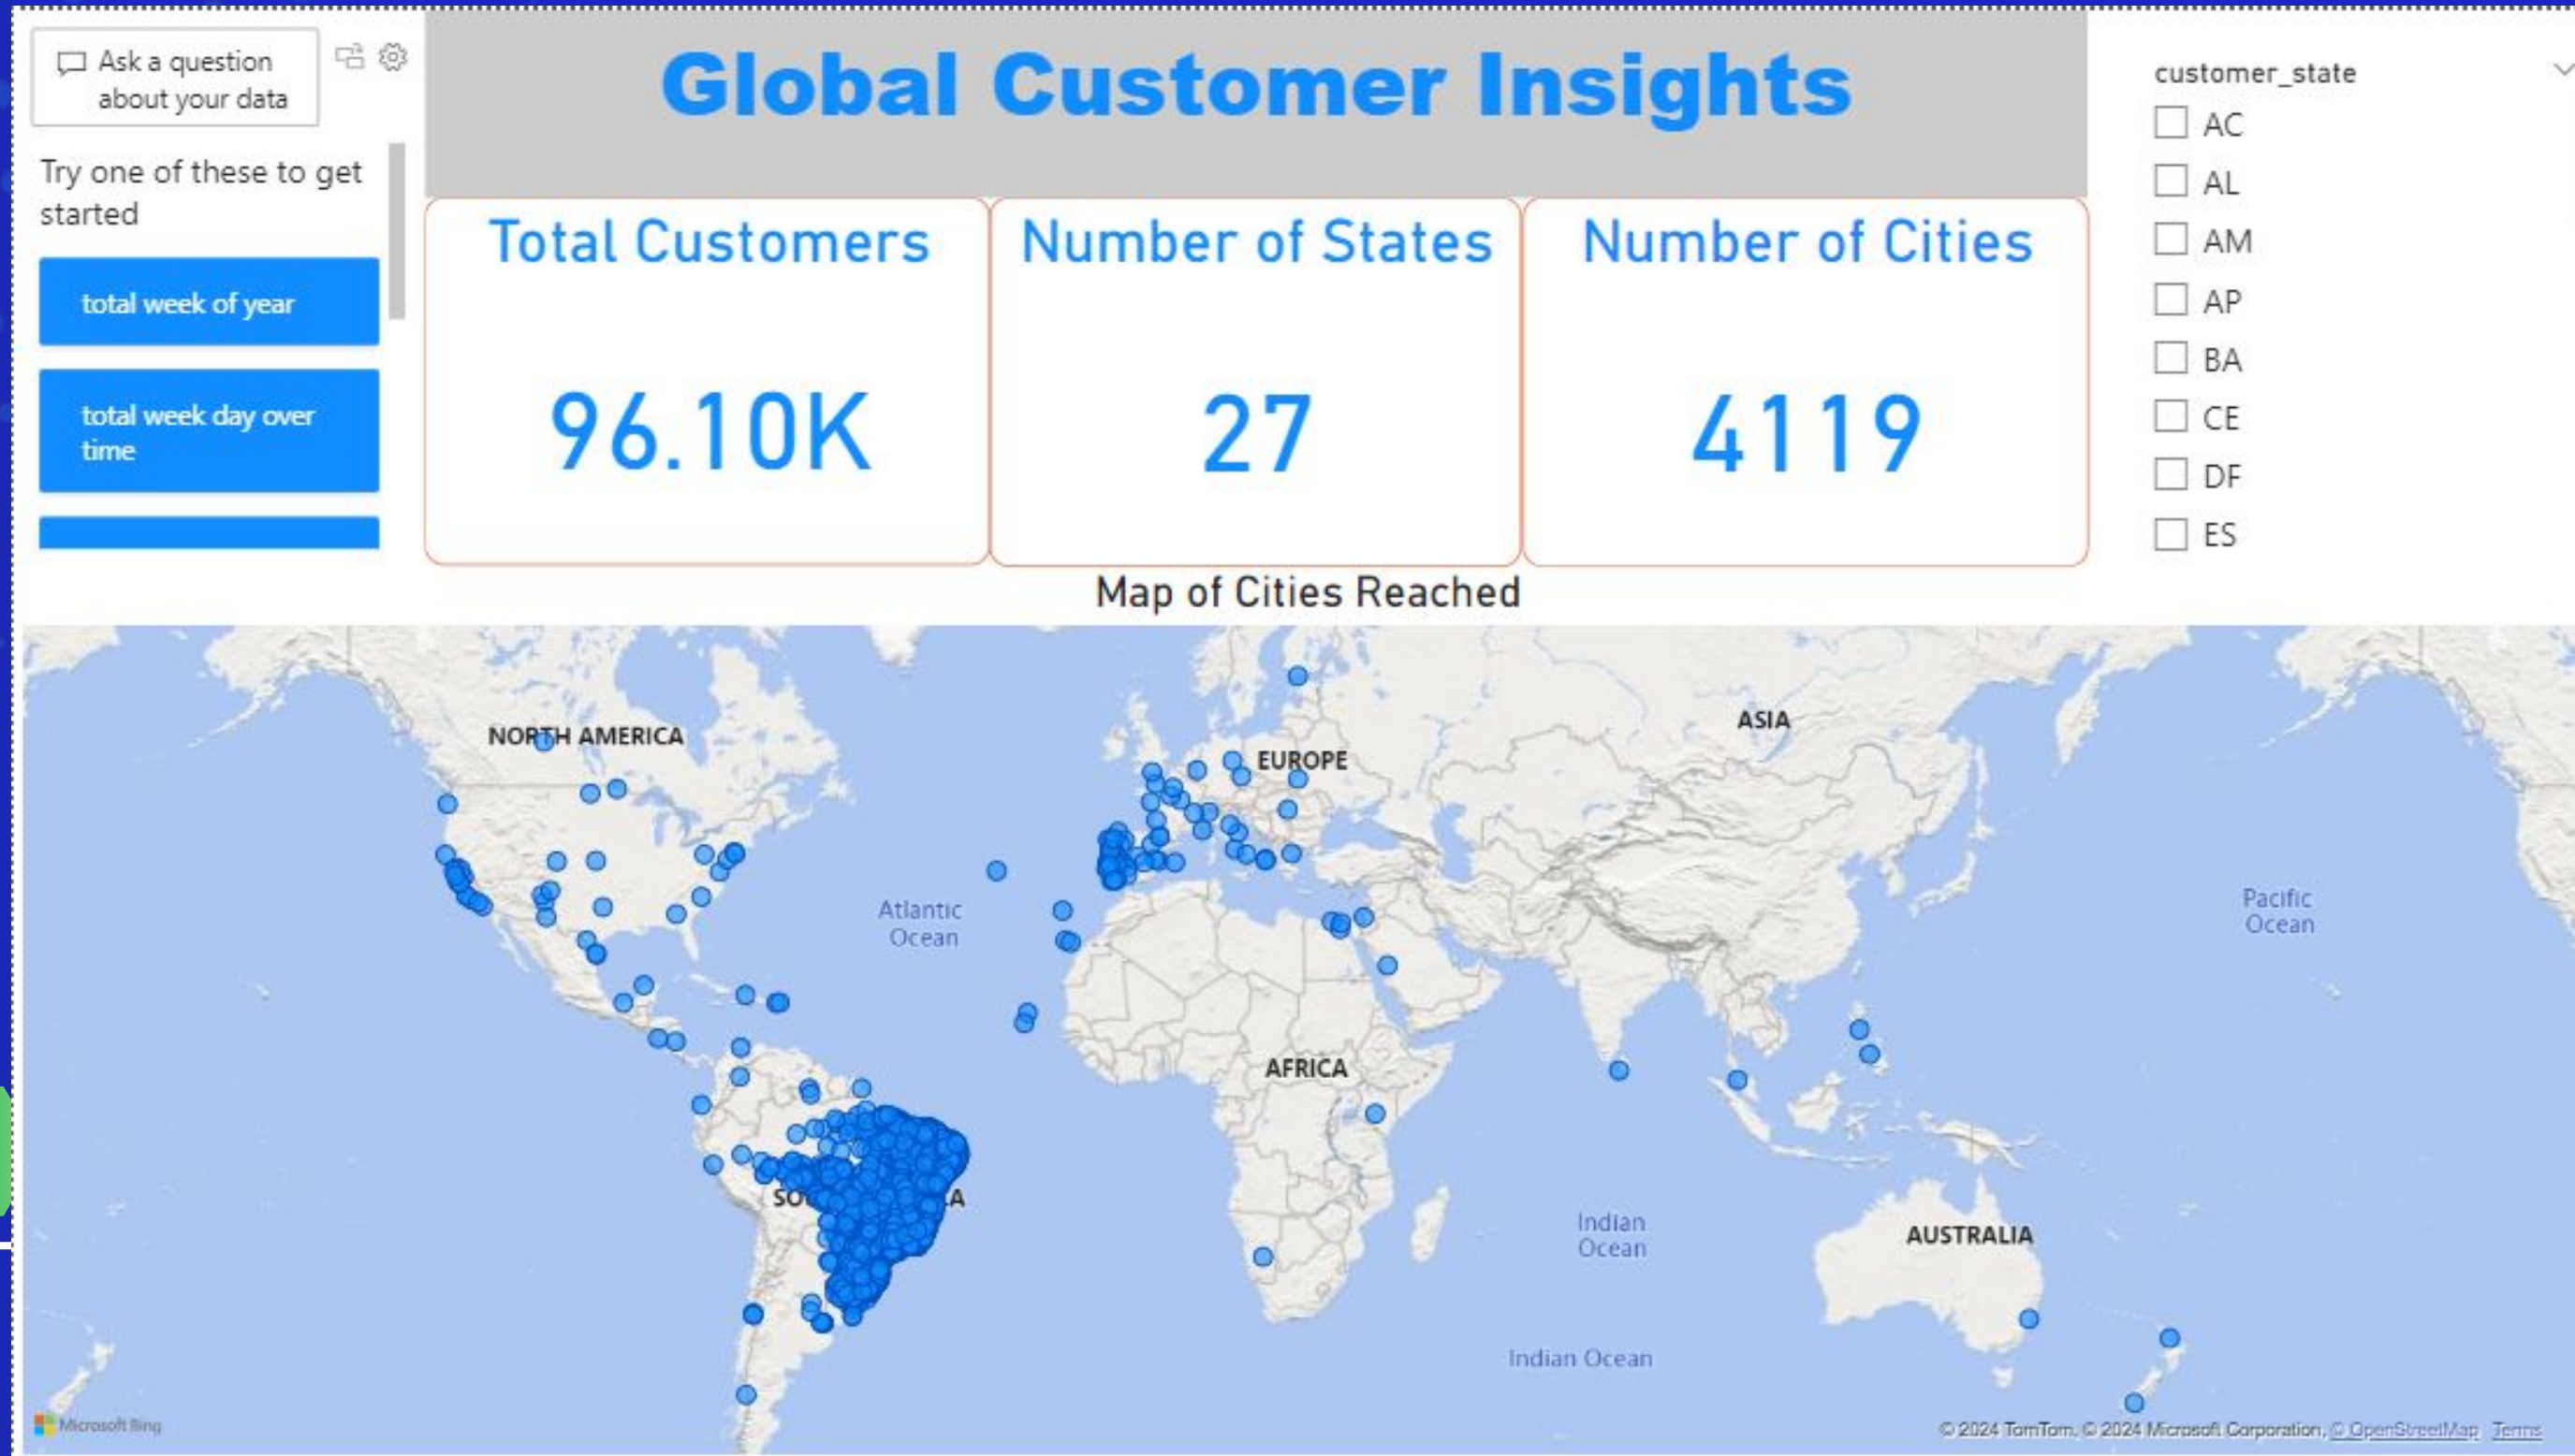 Ask a question
about your data
Try one of these to get
started
total week of year
total week day over
time
Global Customer Insights
Total Customers
96.10K
Number of States
27
Number of Cities
4119
customer_state
AC
AL
AM
AP
BA
CE
DF
ES
Map of Cities Reached
NORTH AMERICA
EUROPE
ASIA
Atlantic
Ocean
Pacific
Ocean
AFRICA
SO
A
Indian
Ocean
AUSTRALIA
Indian Ocean
Microsoft Bing
© 2024 TomTom, © 2024 Microsoft Corporation, © OpenStreetMap Terms